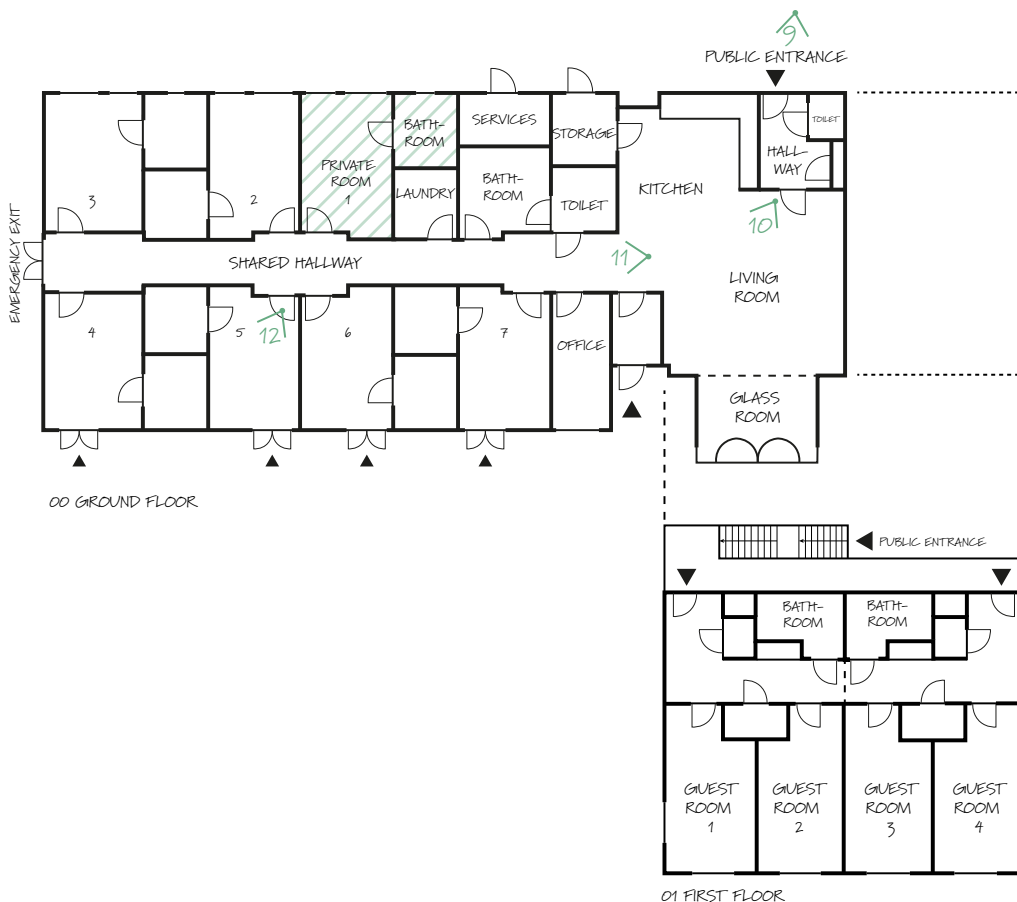 9
PUBLIC ENTRANCE
SERVICES
BATH-
ROOM
STORAGE
TOILET
HALL-
WAY
PRIVATE
ROOM
1
LAUNDRY
BATH-
ROOM
TOILET
KITCHEN
3
2
10
EMERGENCY EXIT
SHARED HALLWAY
11
LIVING
ROOM
4
5
12
6
7
OFFICE
GLASS
ROOM
00 GROUND FLOOR
PUBLIC ENTRANCE
BATH-
ROOM
BATH-
ROOM
GUEST
ROOM
1
GUEST
ROOM
2
GUEST
ROOM
3
GUEST
ROOM
4
01 FIRST FLOOR